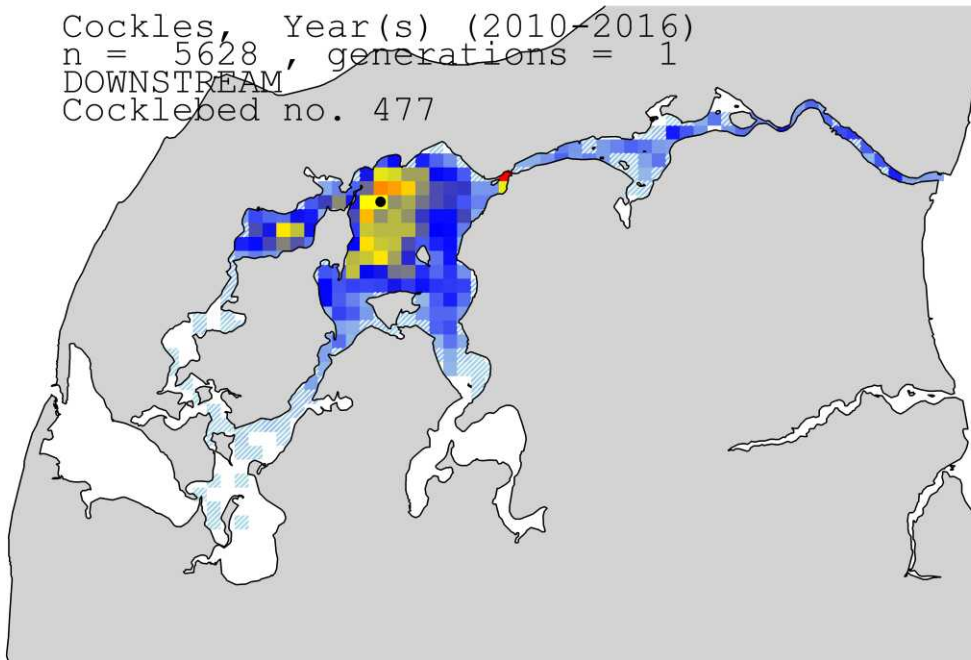 Cockles, Year(s) (2010-2016)
n = 5628 , generations = 1
DOWNSTREAM
Cocklebed no. 477